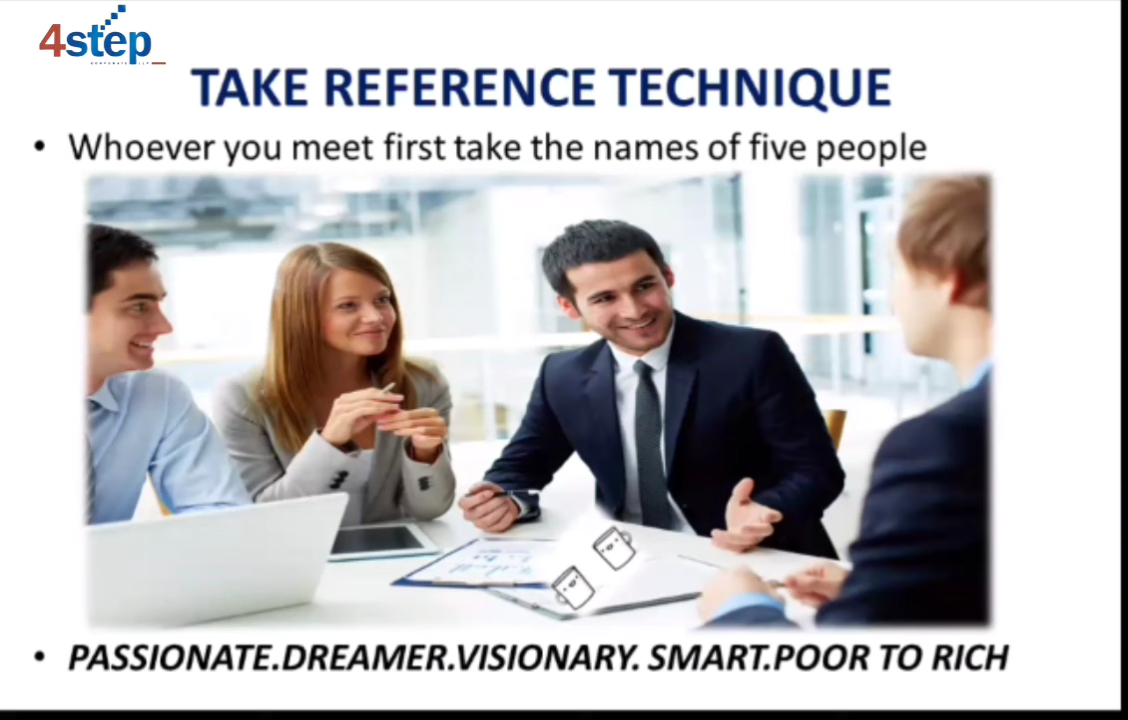 4step
TAKE REFERENCE TECHNIQUE
• Whoever you meet first take the names of five people
• PASSIONATE.DREAMER.VISIONARY. SMART.POOR TO RICH